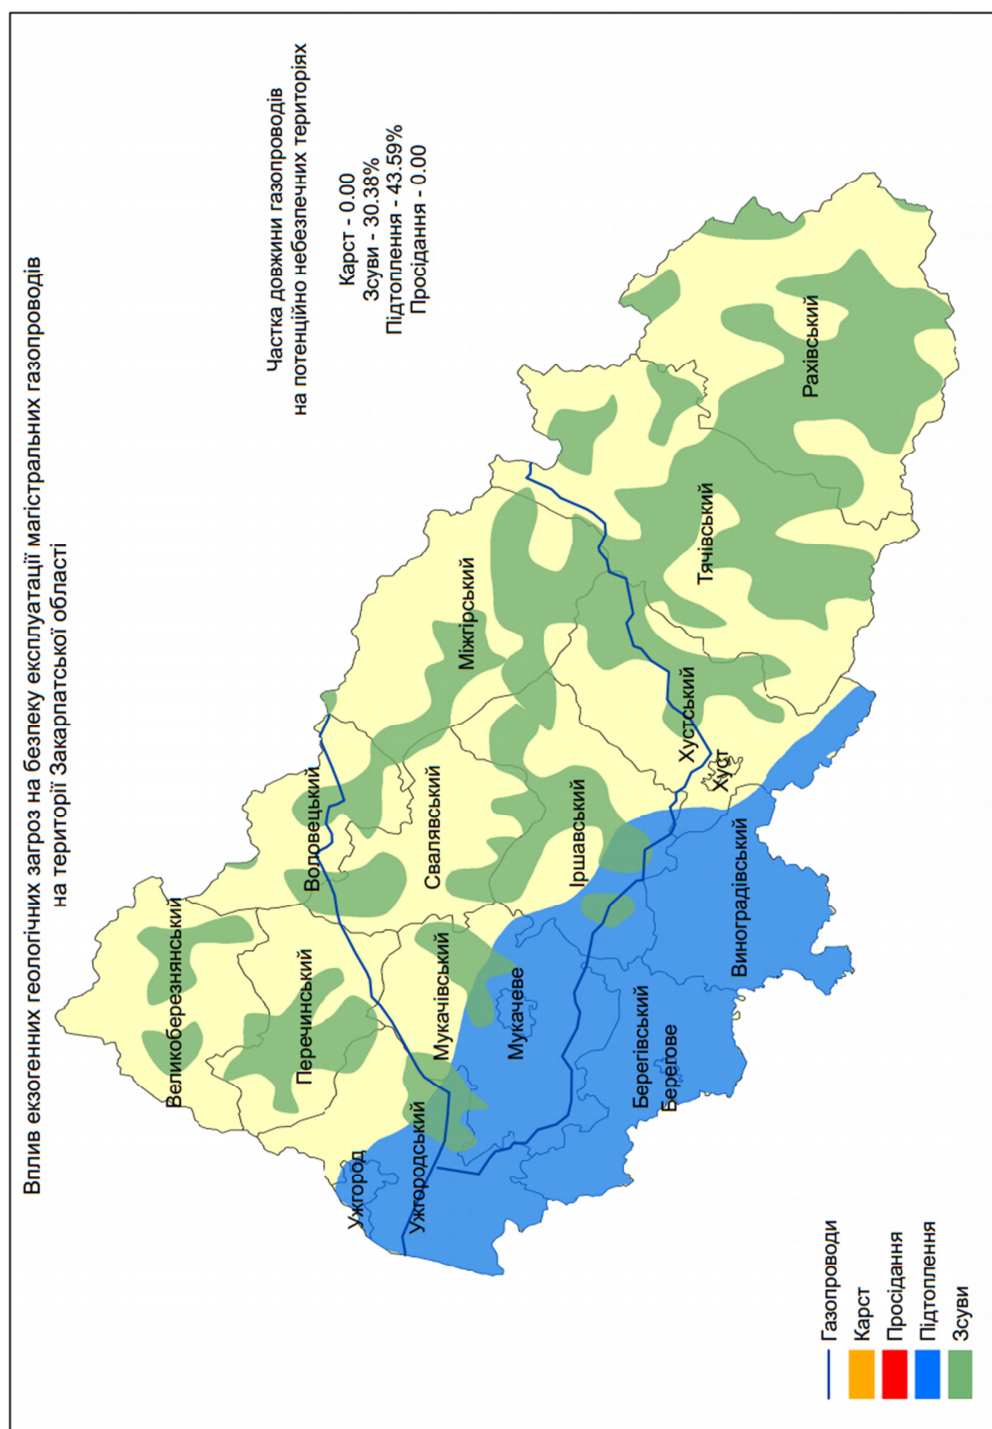 Вплив екзогенних геологічних загроз на безпеку експлуатації магістральних газопроводів
на території Закарпатської області
Частка довжини газопроводів
на потенційно небезпечних територіях
Карст - 0.00
Зсуви - 30.38%
Підтоплення - 43.59%
Просідання - 0.00
Великоберезнянський
Перечинський
Воловецький
Ужгород
Ужгородський
Мукачівський
Свалявський
Міжгірський
Мукачеве
Іршавський
Берегівський
Берегове
Хустський
Хуст
Виноградівський
Тячівський
Рахівський
Газопроводи
Карст
Просідання
Підтоплення
Зсуви